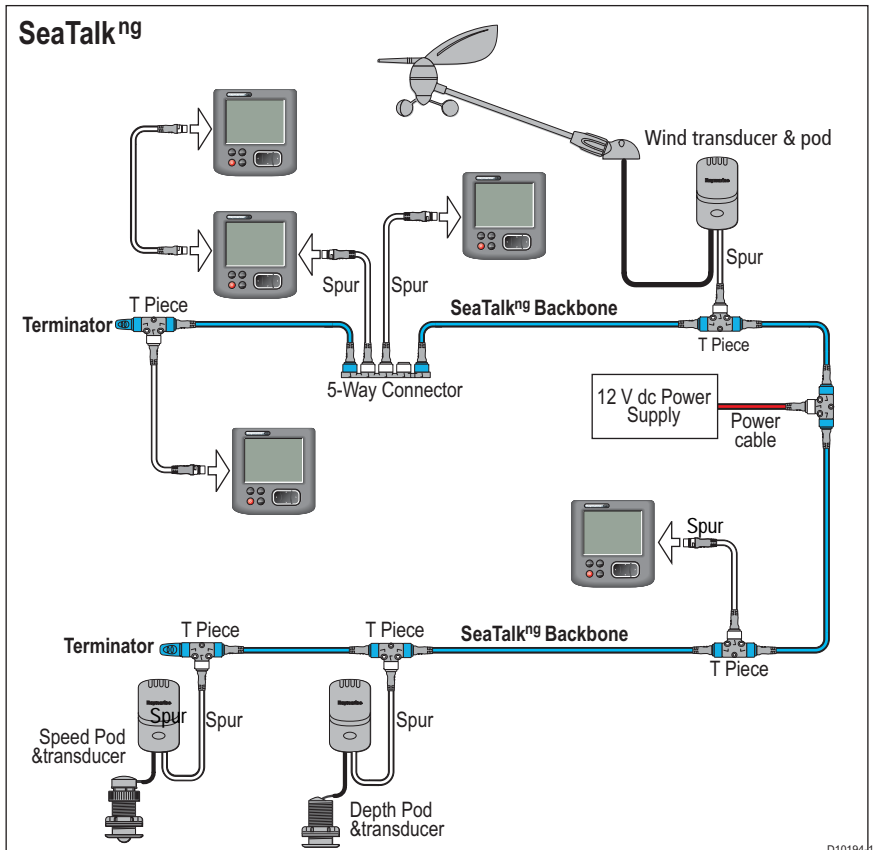 SeaTalkng
Wind transducer & pod
Spur
Spur
Spur
T Piece
Terminator
SeaTalkng Backbone
T Piece
5-Way Connector
12 V dc Power
Supply
Power
cable
Spur
T Piece
T Piece
Terminator
SeaTalkng Backbone
T Piece
Spur
Spur
Spur
Speed Pod
&transducer
Depth Pod
&transducer